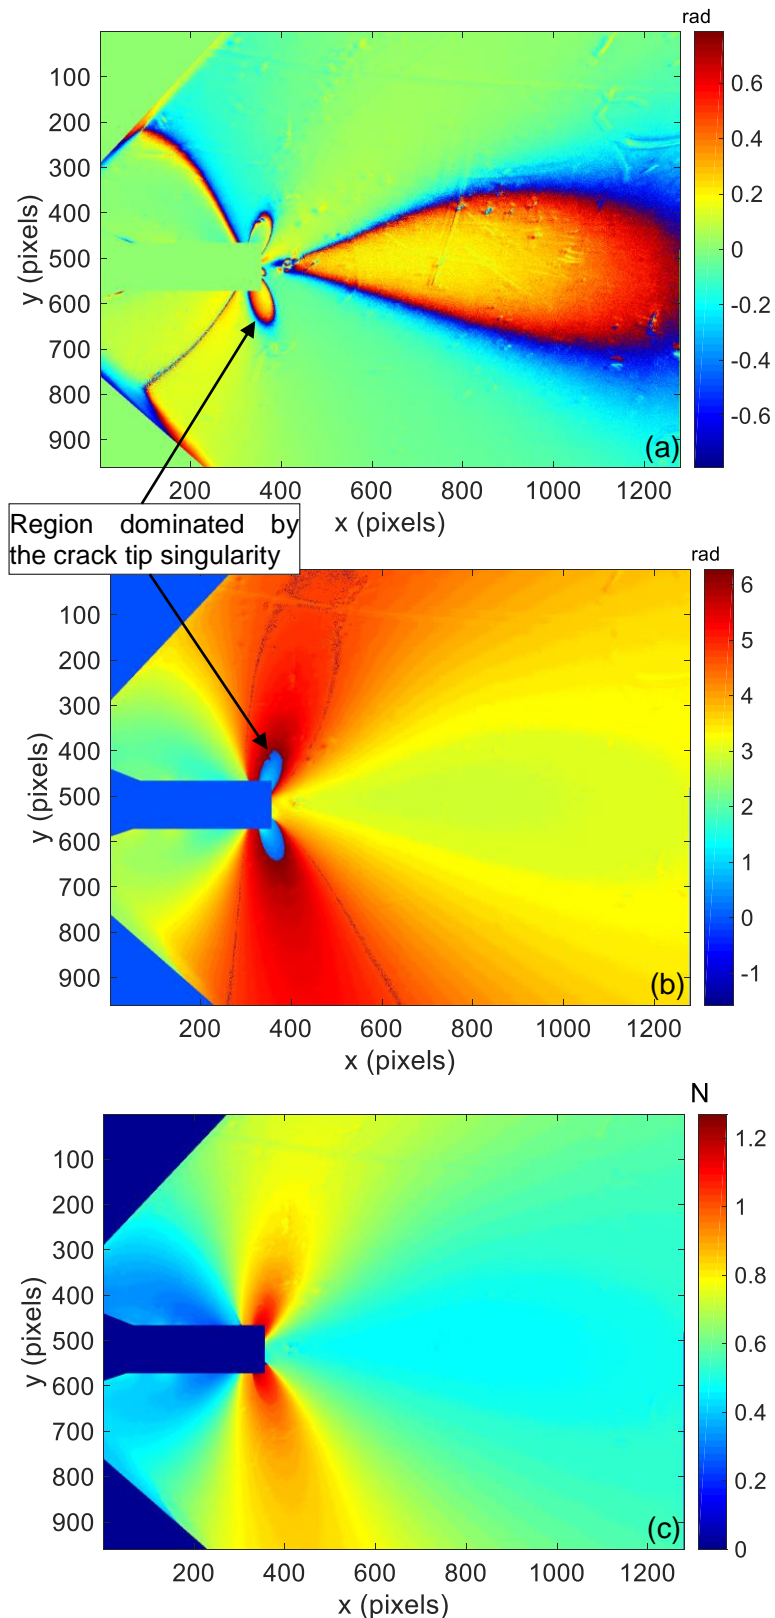 rad
100
200
300
400
500
600
700
800
900
y (pixels)
200 400 600 800 1000 1200
x (pixels)
0.6
0.4
0.2
0
-0.2
-0.4
-0.6
(a)
Region dominated by
the crack tip singularity
rad
100
200
300
400
500
600
700
800
900
y (pixels)
200 400 600 800 1000 1200
x (pixels)
6
5
4
3
2
1
0
-1
(b)
N
100
200
300
400
500
600
700
800
900
y (pixels)
200 400 600 800 1000 1200
x (pixels)
1.2
1
0.8
0.6
0.4
0.2
0
(c)